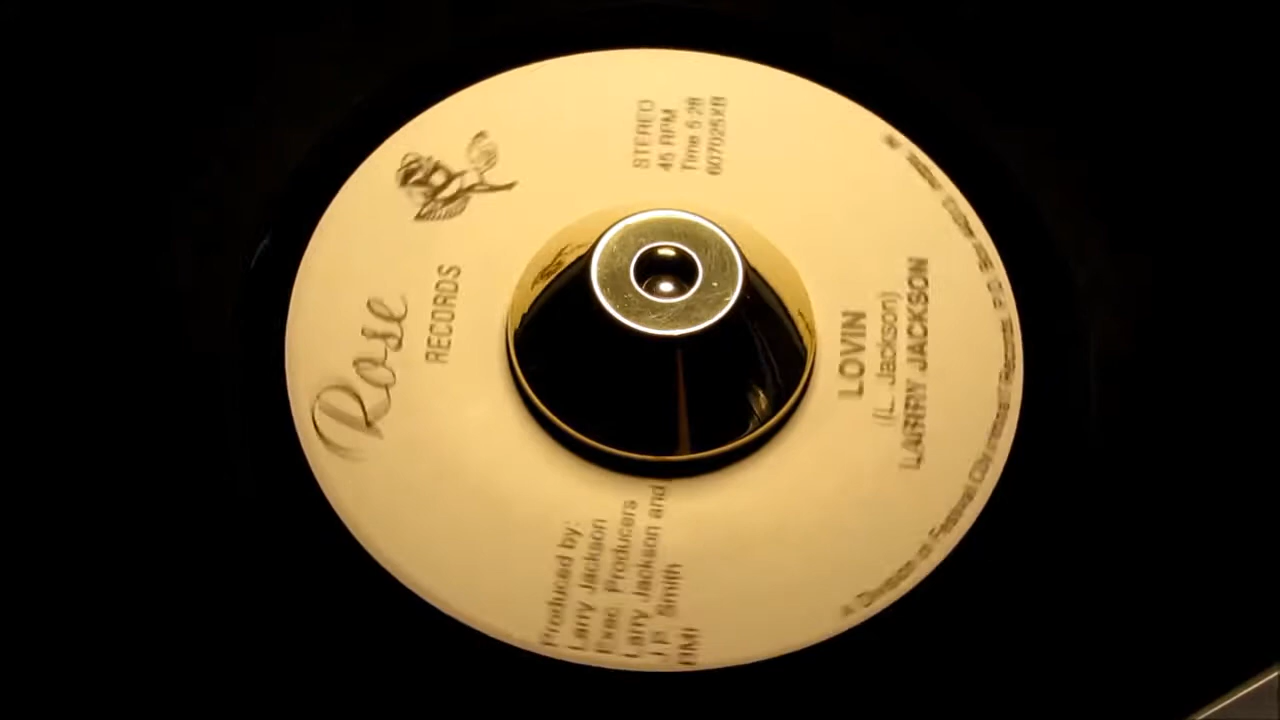 Rose
RECORDS
Produced by:
Larry Jackson
Exec. Producers
Larry Jackson and
J.P. Smith
BMI
STEREO
45 RPM
Time 5:28
607025XB
LOVIN
(L. Jackson)
LARRY JACKSON